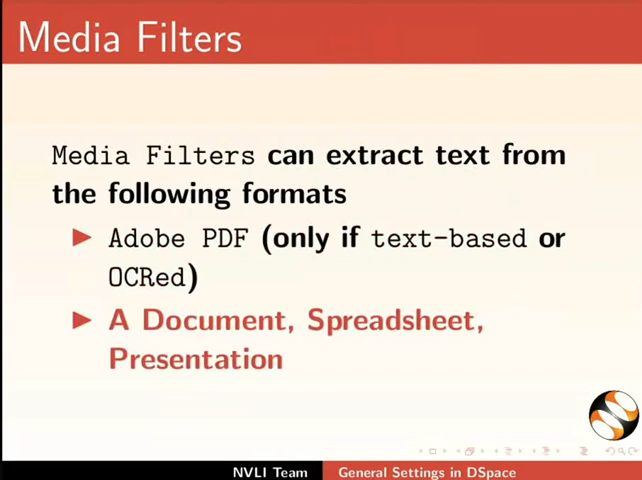 Media Filters
Media Filters can extract text from
the following formats
Adobe PDF (only if text-based or
OCRed)
A Document, Spreadsheet,
Presentation
NVLI Team General Settings in DSpace